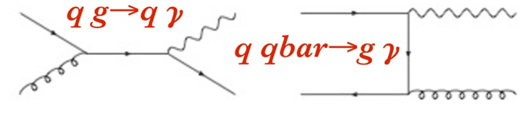 q g→q γ
q qbar→g γ